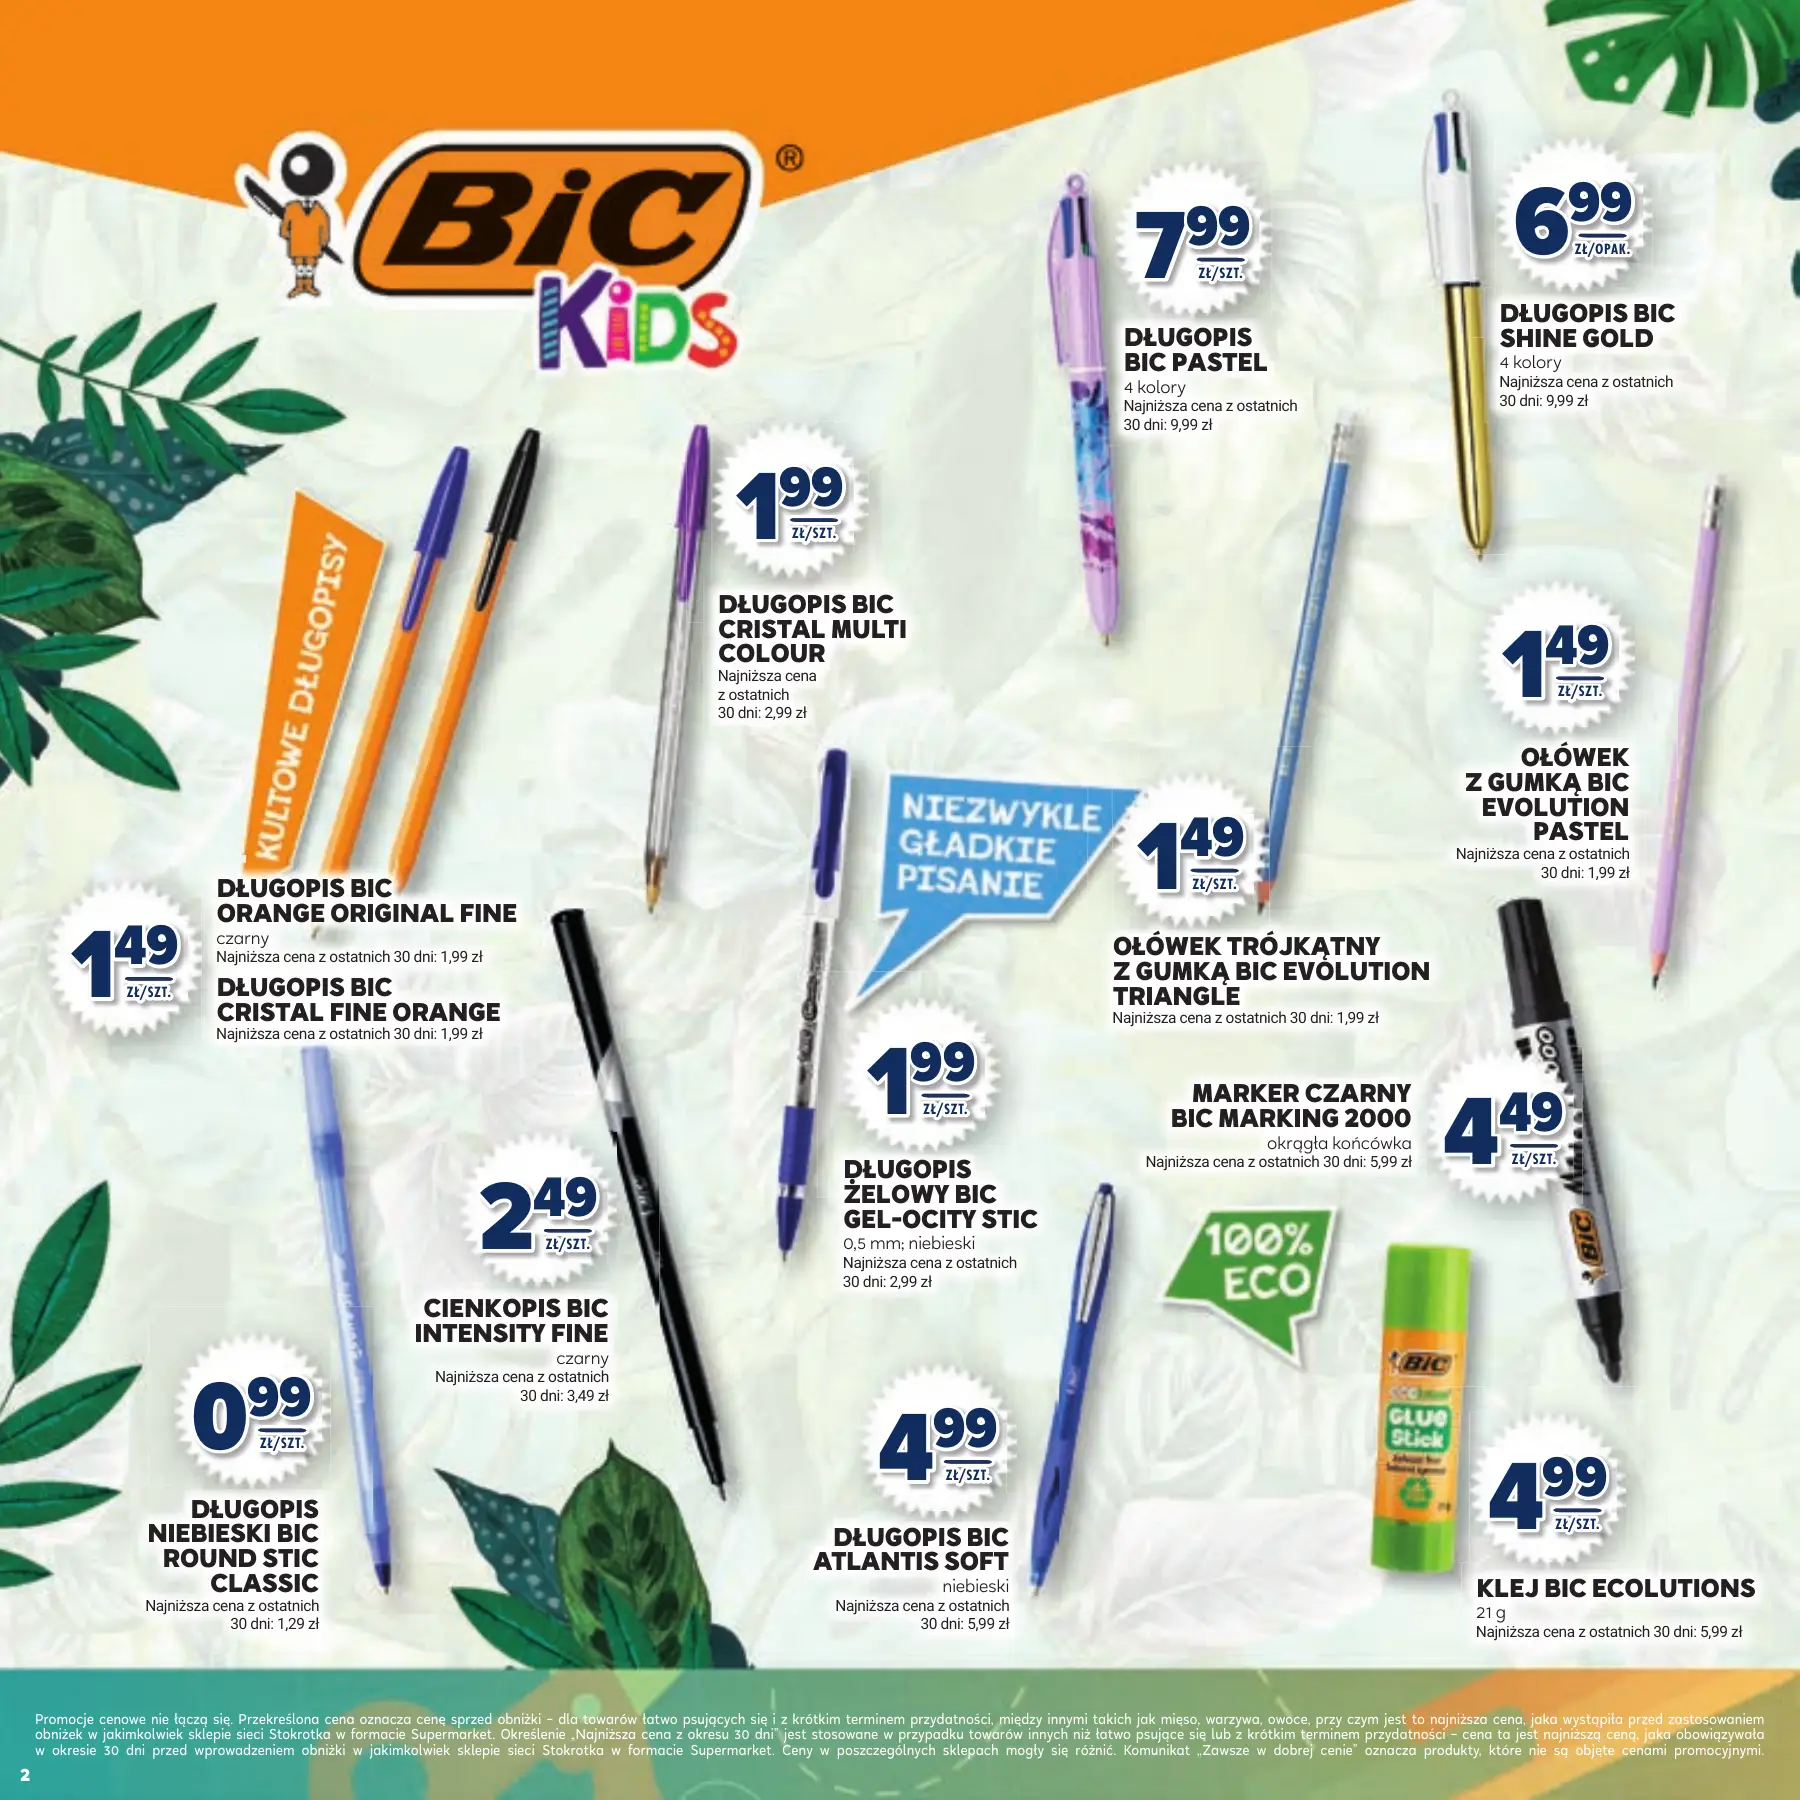 BiC®
KiDS
7 99
ZŁ/SZT.
DŁUGOPIS
BIC PASTEL
4 kolory
Najniższa cena z ostatnich
30 dni: 9,99 zł
6 99
ZŁ/OPAK.
DŁUGOPIS BIC
SHINE GOLD
4 kolory
Najniższa cena z ostatnich
30 dni: 9,99 zł
KULTOWE DŁUGOPISY
1 99
ZŁ/SZT.
DŁUGOPIS BIC
CRISTAL MULTI
COLOUR
Najniższa cena
z ostatnich
30 dni: 2,99 zł
1 49
ZŁ/SZT.
OŁÓWEK
Z GUMKĄ BIC
EVOLUTION
PASTEL
Najniższa cena z ostatnich
30 dni: 1,99 zł
NIEZWYKLE
GŁADKIE
PISANIE
1 49
ZŁ/SZT.
OŁÓWEK TRÓJKĄTNY
Z GUMKĄ BIC EVOLUTION
TRIANGLE
Najniższa cena z ostatnich 30 dni: 1,99 zł
1 49
ZŁ/SZT.
DŁUGOPIS BIC
ORANGE ORIGINAL FINE
czarny
Najniższa cena z ostatnich 30 dni: 1,99 zł
DŁUGOPIS BIC
CRISTAL FINE ORANGE
Najniższa cena z ostatnich 30 dni: 1,99 zł
1 99
ZŁ/SZT.
DŁUGOPIS
ŻELOWY BIC
GEL-OCITY STIC
0,5 mm; niebieski
Najniższa cena z ostatnich
30 dni: 2,99 zł
MARKER CZARNY
BIC MARKING 2000
okrągła końcówka
Najniższa cena z ostatnich 30 dni: 5,99 zł
4 49
ZŁ/SZT.
BIC
2 49
ZŁ/SZT.
CIENKOPIS BIC
INTENSITY FINE
czarny
Najniższa cena z ostatnich
30 dni: 3,49 zł
100%
ECO
BIC
GLUe
Stick
0 99
ZŁ/SZT.
DŁUGOPIS
NIEBIESKI BIC
ROUND STIC
CLASSIC
Najniższa cena z ostatnich
30 dni: 1,29 zł
4 99
ZŁ/SZT.
DŁUGOPIS BIC
ATLANTIS SOFT
niebieski
Najniższa cena z ostatnich
30 dni: 5,99 zł
4 99
ZŁ/SZT.
KLEJ BIC ECOLUTIONS
21 g
Najniższa cena z ostatnich 30 dni: 5,99 zł
Promocje cenowe nie łączą się. Przekreślona cena oznacza cenę sprzed obniżki – dla towarów łatwo psujących się i z krótkim terminem przydatności, między innymi takich jak mięso, warzywa, owoce, przy czym jest to najniższa cena, jaka wystąpiła przed zastosowaniem
obniżek w jakimkolwiek sklepie sieci Stokrotka w formacie Supermarket. Określenie „Najniższa cena z okresu 30 dni” jest stosowane w przypadku towarów innych niż łatwo psujące się lub z krótkim terminem przydatności – cena ta jest najniższą ceną, jaka obowiązywała
w okresie 30 dni przed wprowadzeniem obniżki w jakimkolwiek sklepie sieci Stokrotka w formacie Supermarket. Ceny w poszczególnych sklepach mogły się różnić. Komunikat „Zawsze w dobrej cenie” oznacza produkty, które nie są objęte cenami promocyjnymi.
2